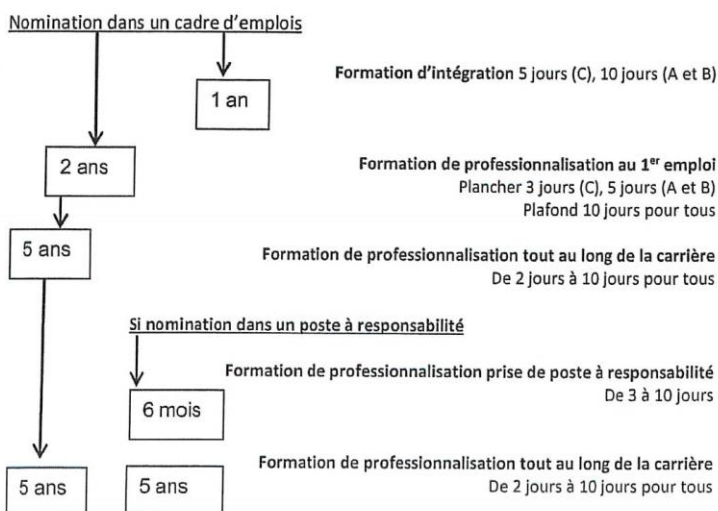 Nomination dans un cadre d'emplois
Formation d'intégration 5 jours (C), 10 jours (A et B)
1 an
2 ans
Formation de professionnalisation au 1er emploi
Plancher 3 jours (C), 5 jours (A et B)
Plafond 10 jours pour tous
5 ans
Formation de professionnalisation tout au long de la carrière
De 2 jours à 10 jours pour tous
Si nomination dans un poste à responsabilité
Formation de professionnalisation prise de poste à responsabilité
De 3 à 10 jours
6 mois
Formation de professionnalisation tout au long de la carrière
De 2 jours à 10 jours pour tous
5 ans
5 ans